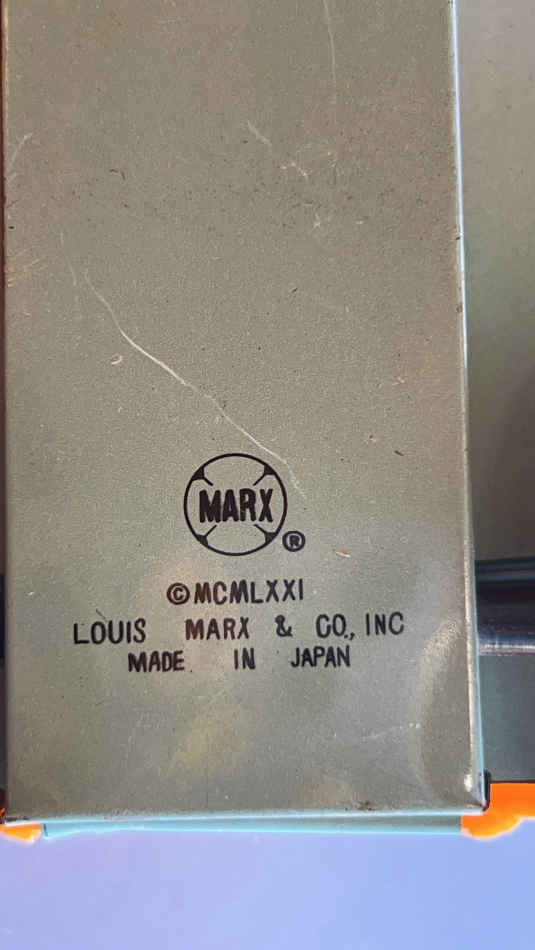 MARX
®
©MCMLXXI
LOUIS MARX & CO., INC
MADE IN JAPAN